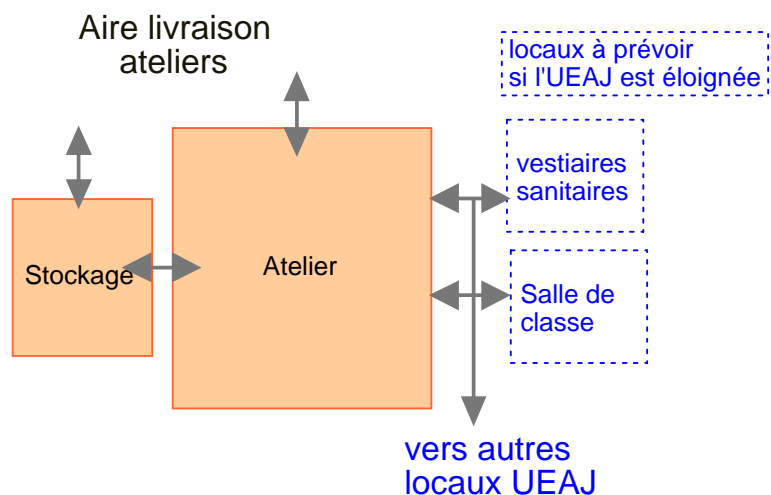 Aire livraison
ateliers
locaux à prévoir
si l'UEAJ est éloignée
vestiaires
sanitaires
Stockage
Atelier
Salle de
classe
vers autres
locaux UEAJ